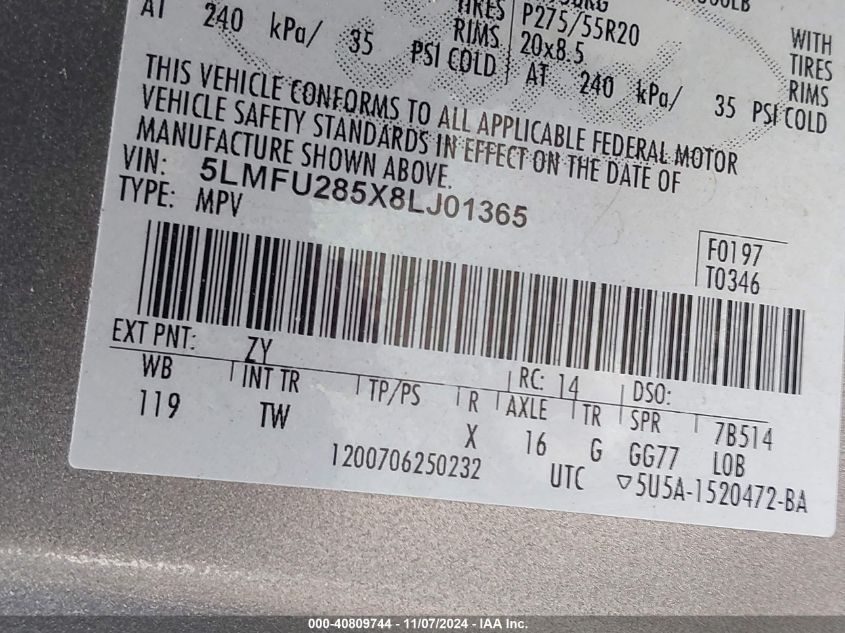 TIRES P275/55R20 WITH
AT 240 kPa/ 35 RIMS 20x8.5 TIRES
PSI COLD AT 240 kPa/ RIMS
35 PSI COLD
THIS VEHICLE CONFORMS TO ALL APPLICABLE FEDERAL MOTOR
VEHICLE SAFETY STANDARDS IN EFFECT ON THE DATE OF
MANUFACTURE SHOWN ABOVE.
VIN: 5LMFU285X8LJ01365
TYPE: MPV
F0197
T0346
EXT PNT: ZY RC: 14 DSO:
WB INT TR TP/PS R AXLE TR SPR 7B514
119 TW X 16 G GG77 LOB
1200706250232 UTC ▽5U5A-1520472-BA
000-40809744 - 11/07/2024 - IAA Inc.